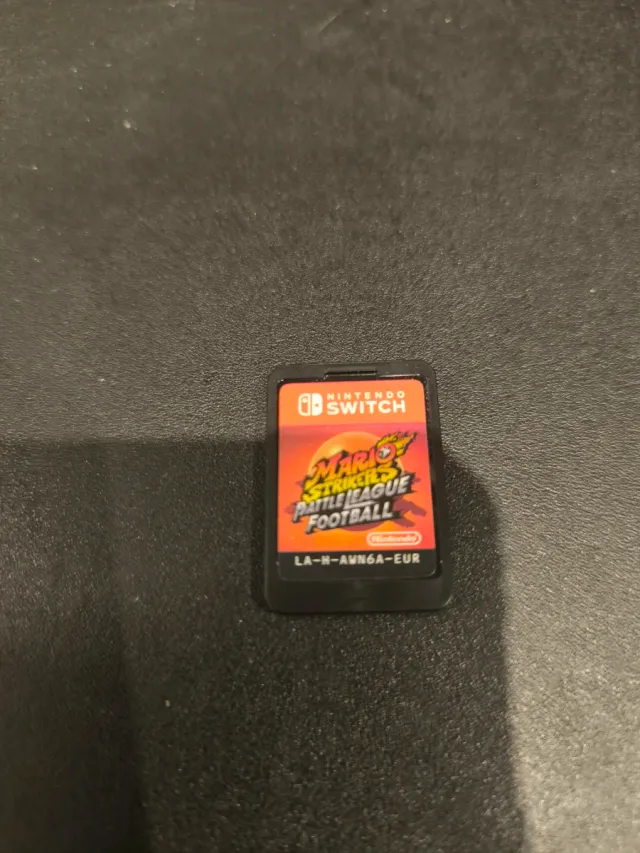 NINTENDO
SWITCH
MARIO
STRIKERS
BATTLE LEAGUE
FOOTBALL
Nintendo
LA-H-AWN6A-EUR